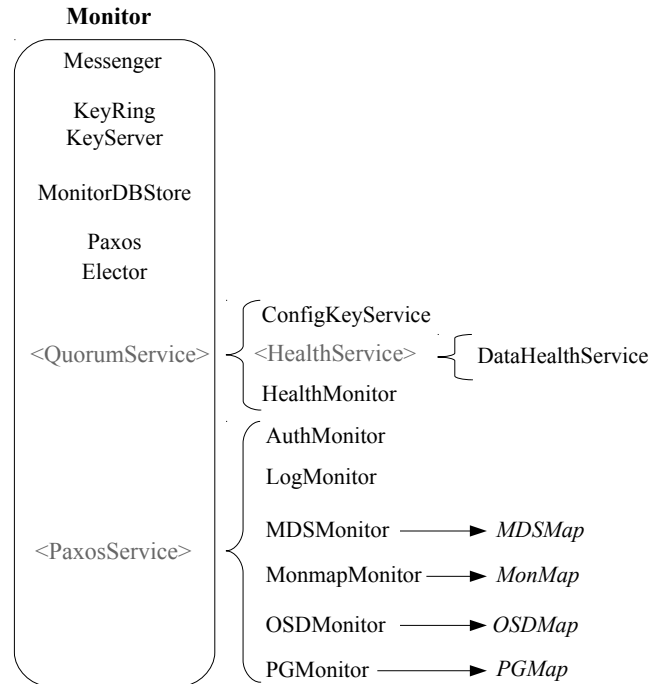 Monitor
Messenger
KeyRing
KeyServer
MonitorDBStore
Paxos
Elector
<QuorumService>
ConfigKeyService
<HealthService>
DataHealthService
HealthMonitor
<PaxosService>
AuthMonitor
LogMonitor
MDSMonitor MDSMap
MonmapMonitor MonMap
OSDMonitor OSDMap
PGMonitor PGMap